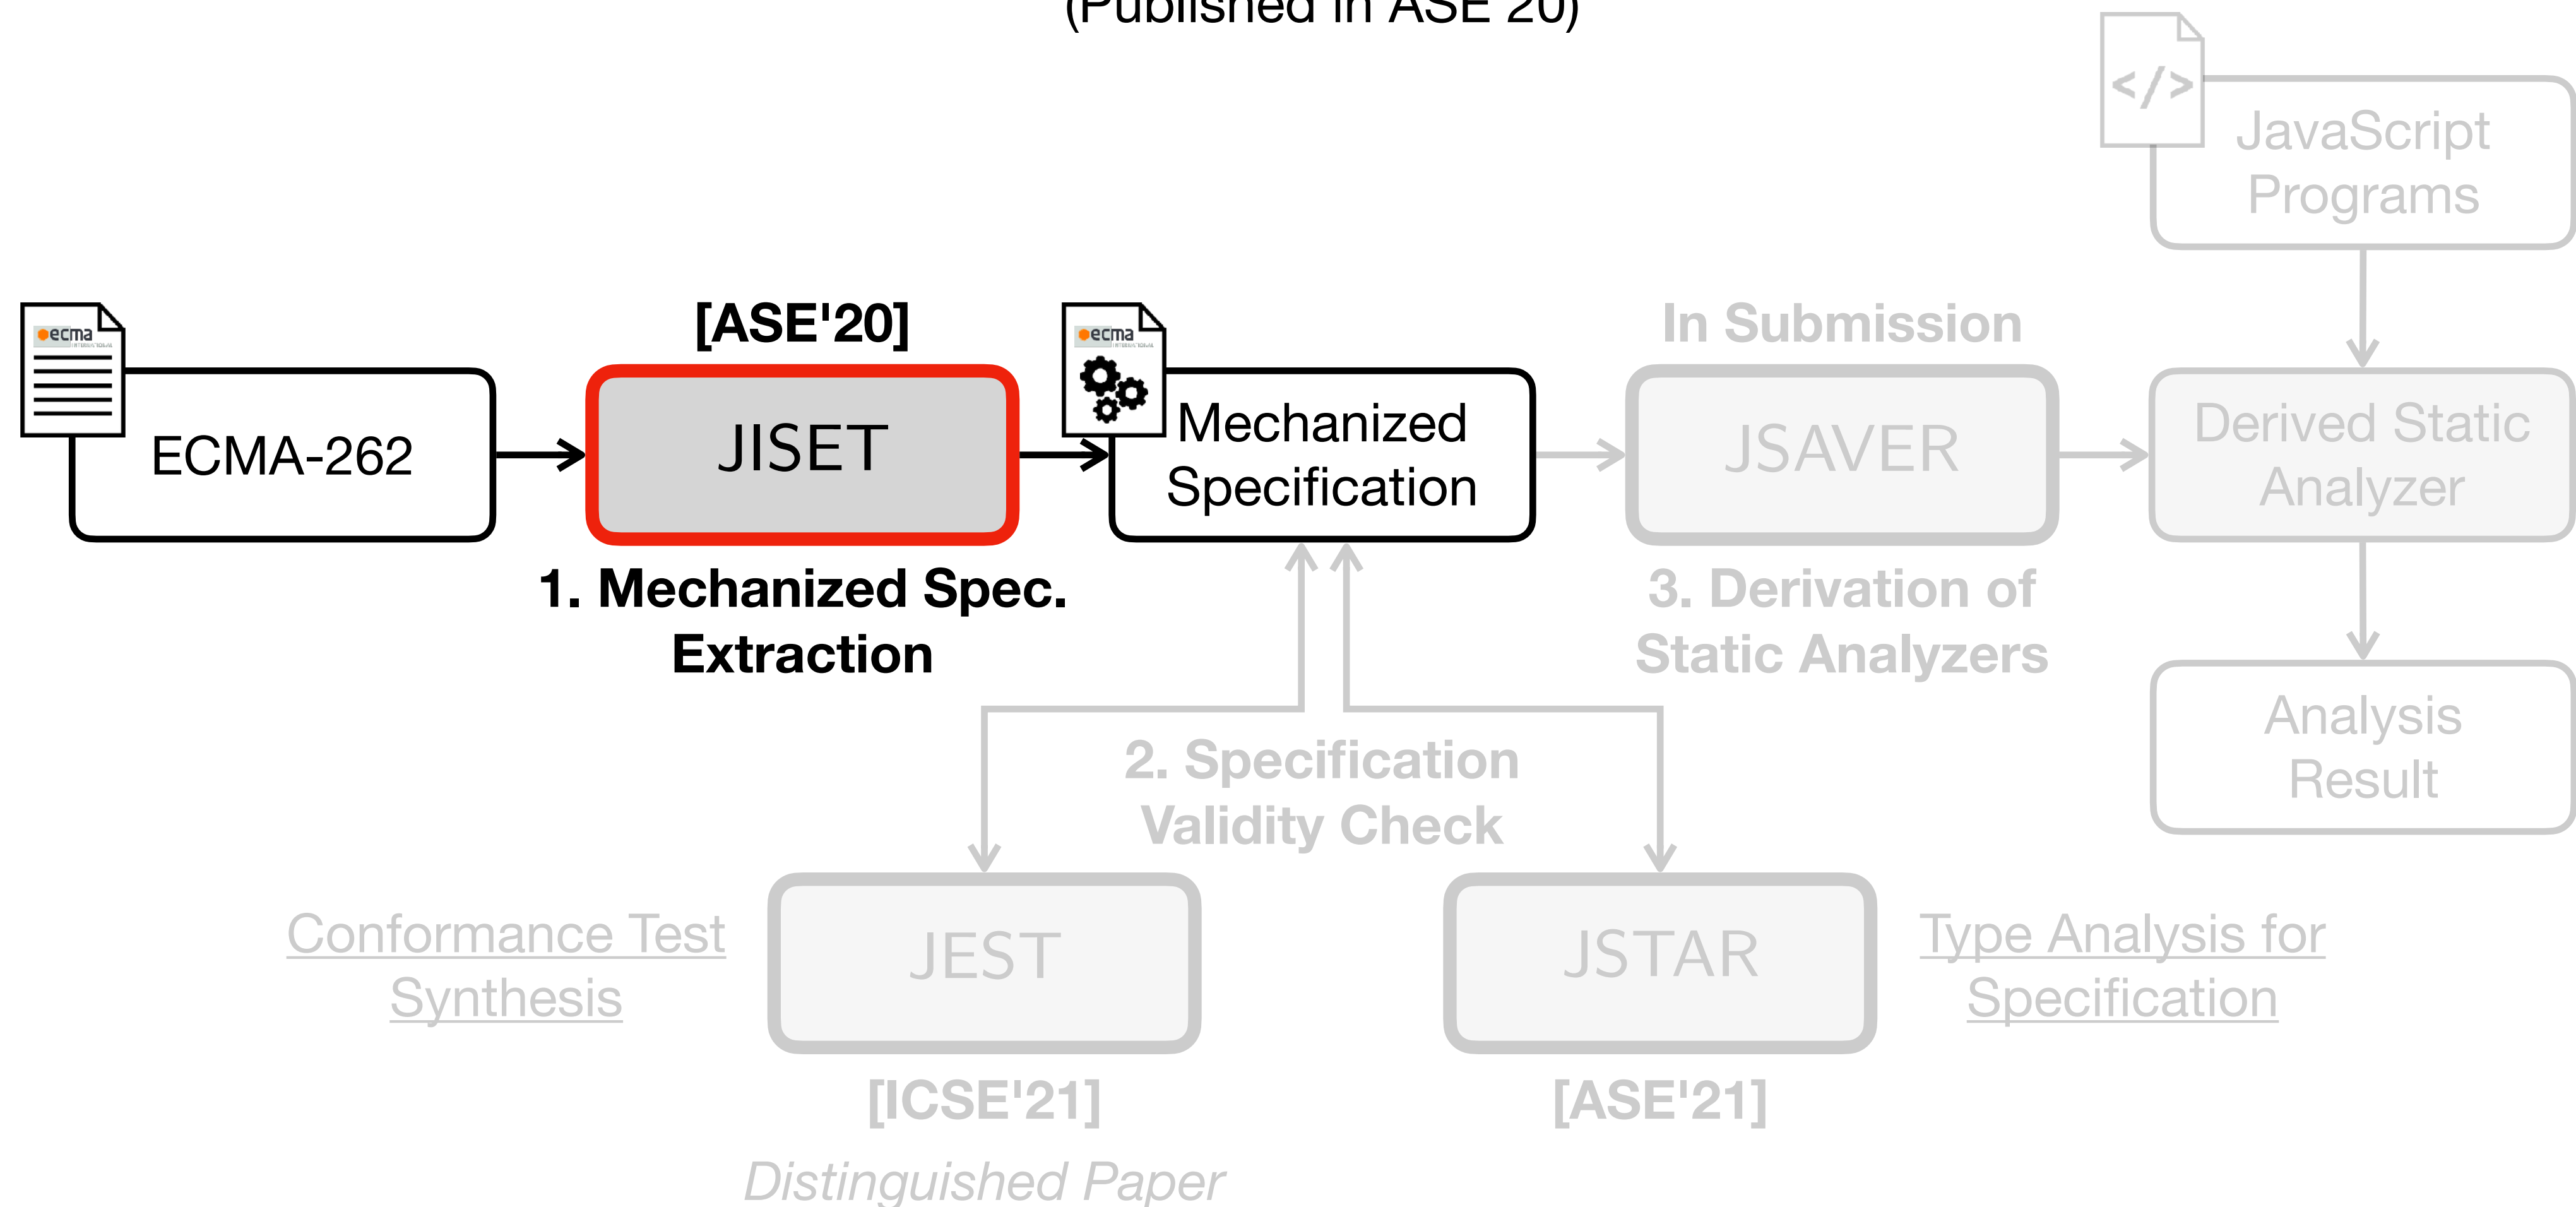 (Published in ASE'20)
</>
JavaScript
Programs
ecma
INTERNATIONAL
[ASE'20]
ecma
INTERNATIONAL
In Submission
ECMA-262
JISET
Mechanized
Specification
JSAVER
Derived Static
Analyzer
1. Mechanized Spec.
Extraction
3. Derivation of
Static Analyzers
2. Specification
Validity Check
Analysis
Result
Conformance Test
Synthesis
JEST
JSTAR
Type Analysis for
Specification
[ICSE'21]
[ASE'21]
Distinguished Paper